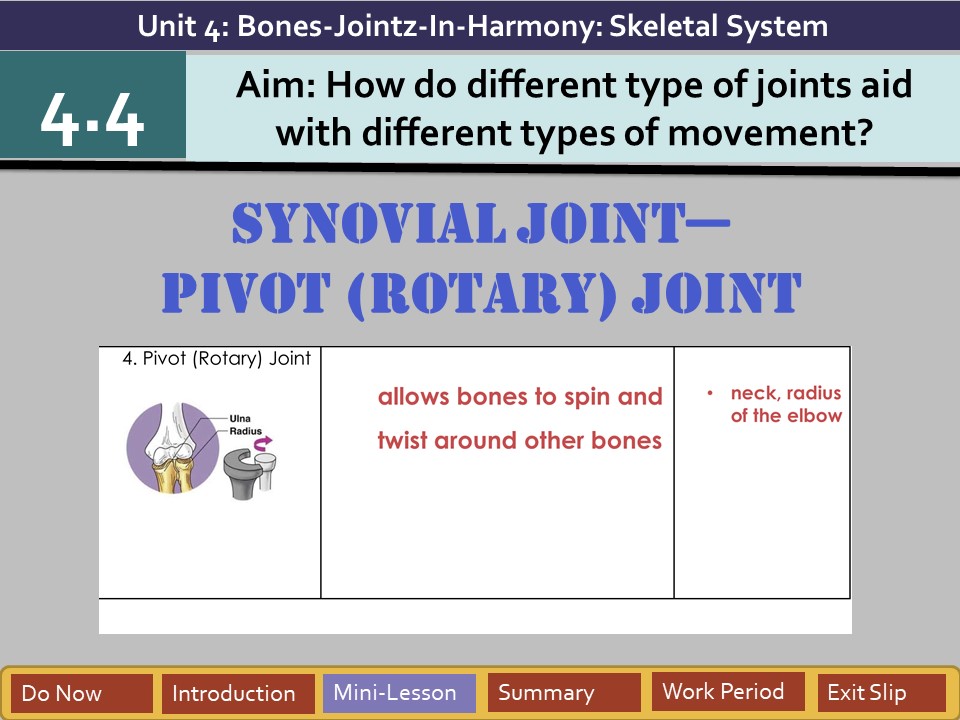 Unit 4: Bones-Jointz-In-Harmony: Skeletal System
4.4
Aim: How do different type of joints aid
with different types of movement?
SYNOVIAL JOINT—
PIVOT (ROTARY) JOINT
4. Pivot (Rotary) Joint
Ulna
Radius
allows bones to spin and
twist around other bones
• neck, radius
of the elbow
Do Now
Introduction
Mini-Lesson
Summary
Work Period
Exit Slip